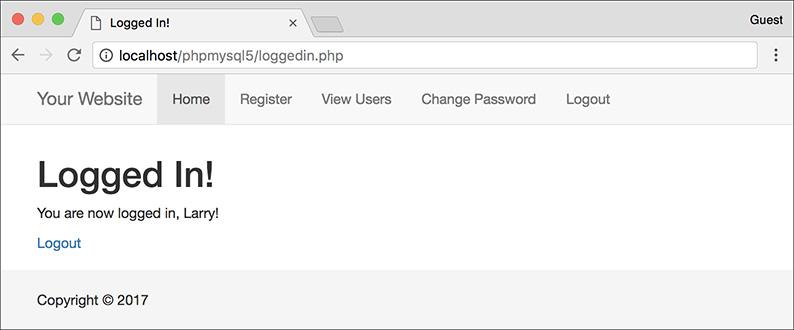 Logged In!
Guest
localhost/phpmysql5/loggedin.php
Your Website Home Register View Users Change Password Logout
Logged In!
You are now logged in, Larry!
Logout
Copyright © 2017